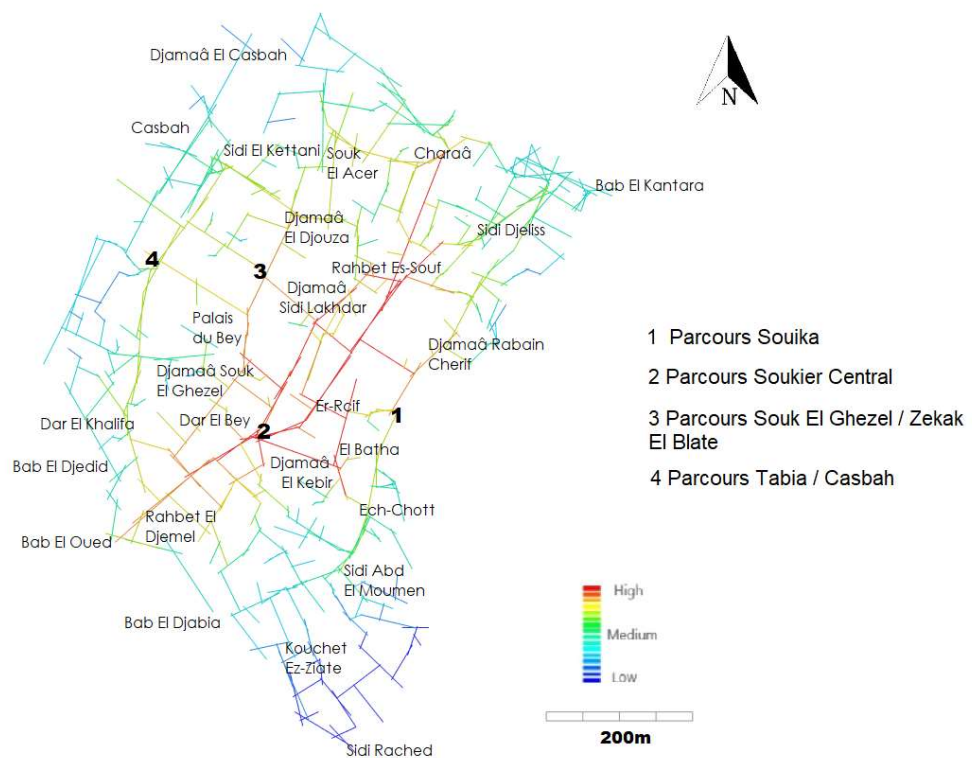 Djamaâ El Casbah
N
Casbah
Sidi El Kettani
Souk
El Acer
Charaâ
Bab El Kantara
Djamaâ
El Djouza
Sidi Djeliss
4
3
Rahbet Es-Souf
Djamaâ
Sidi Lakhdar
Palais
du Bey
Djamaâ Rabain
Cherif
Djamaâ Souk
El Ghezel
Er-Rcif
1
Dar El Khalifa
Dar El Bey
2
El Batha
Bab El Djedid
Djamaâ
El Kebir
Ech-Chott
Rahbet El
Djemel
Bab El Oued
Sidi Abd
El Moumen
Bab El Djabia
Kouchet
Ez-Ziate
Sidi Rached
1 Parcours Souika
2 Parcours Soukier Central
3 Parcours Souk El Ghezel / Zekak
El Blate
4 Parcours Tabia / Casbah
High
Medium
Low
200m